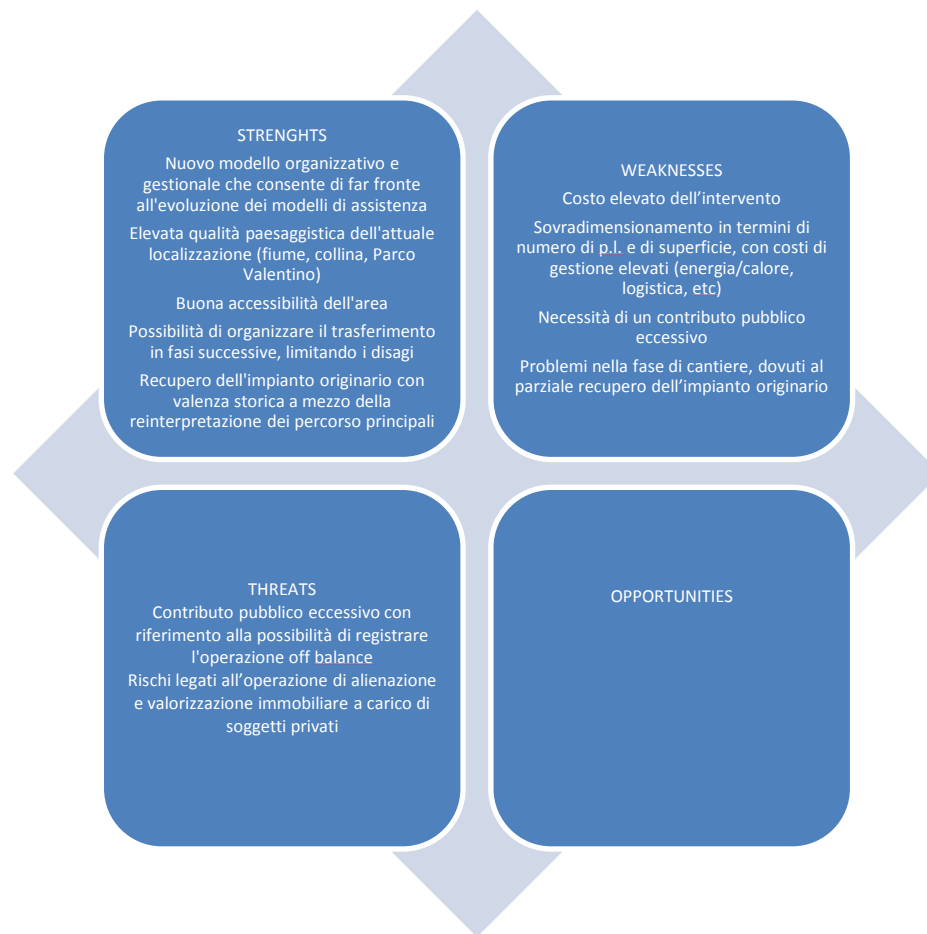 STRENGHTS
Nuovo modello organizzativo e
gestionale che consente di far fronte
all'evoluzione dei modelli di assistenza
Elevata qualità paesaggistica dell'attuale
localizzazione (fiume, collina, Parco
Valentino)
Buona accessibilità dell'area
Possibilità di organizzare il trasferimento
in fasi successive, limitando i disagi
Recupero dell'impianto originario con
valenza storica a mezzo della
reinterpretazione dei percorso principali
WEAKNESSES
Costo elevato dell’intervento
Sovradimensionamento in termini di
numero di p.l. e di superficie, con costi di
gestione elevati (energia/calore,
logistica, etc)
Necessità di un contributo pubblico
eccessivo
Problemi nella fase di cantiere, dovuti al
parziale recupero dell’impianto originario
THREATS
Contributo pubblico eccessivo con
riferimento alla possibilità di registrare
l'operazione off balance
Rischi legati all’operazione di alienazione
e valorizzazione immobiliare a carico di
soggetti privati
OPPORTUNITIES